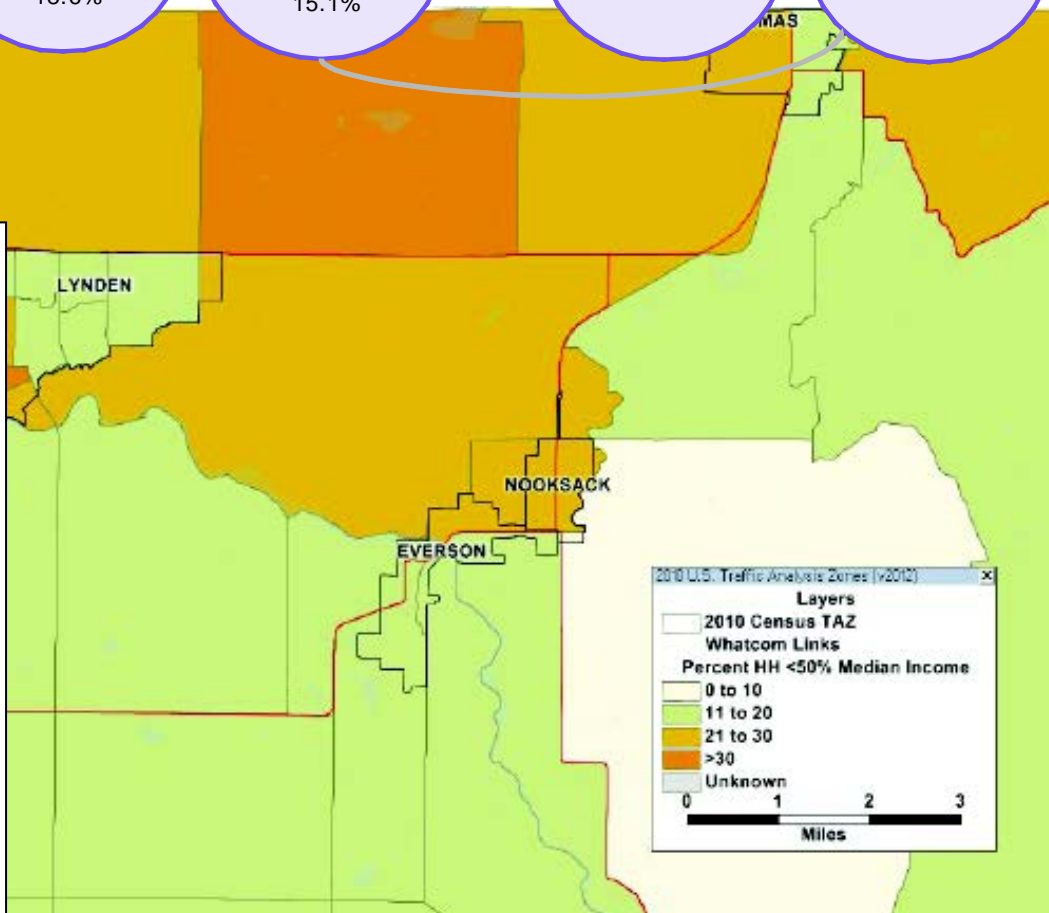 15.1%
MAS
LYNDEN
NOOKSACK
EVERSON
2010 U.S. Traffic Analysis Zones (v2012)
Layers
2010 Census TAZ
Whatcom Links
Percent HH <50% Median Income
0 to 10
11 to 20
21 to 30
>30
Unknown
0 1 2 3
Miles